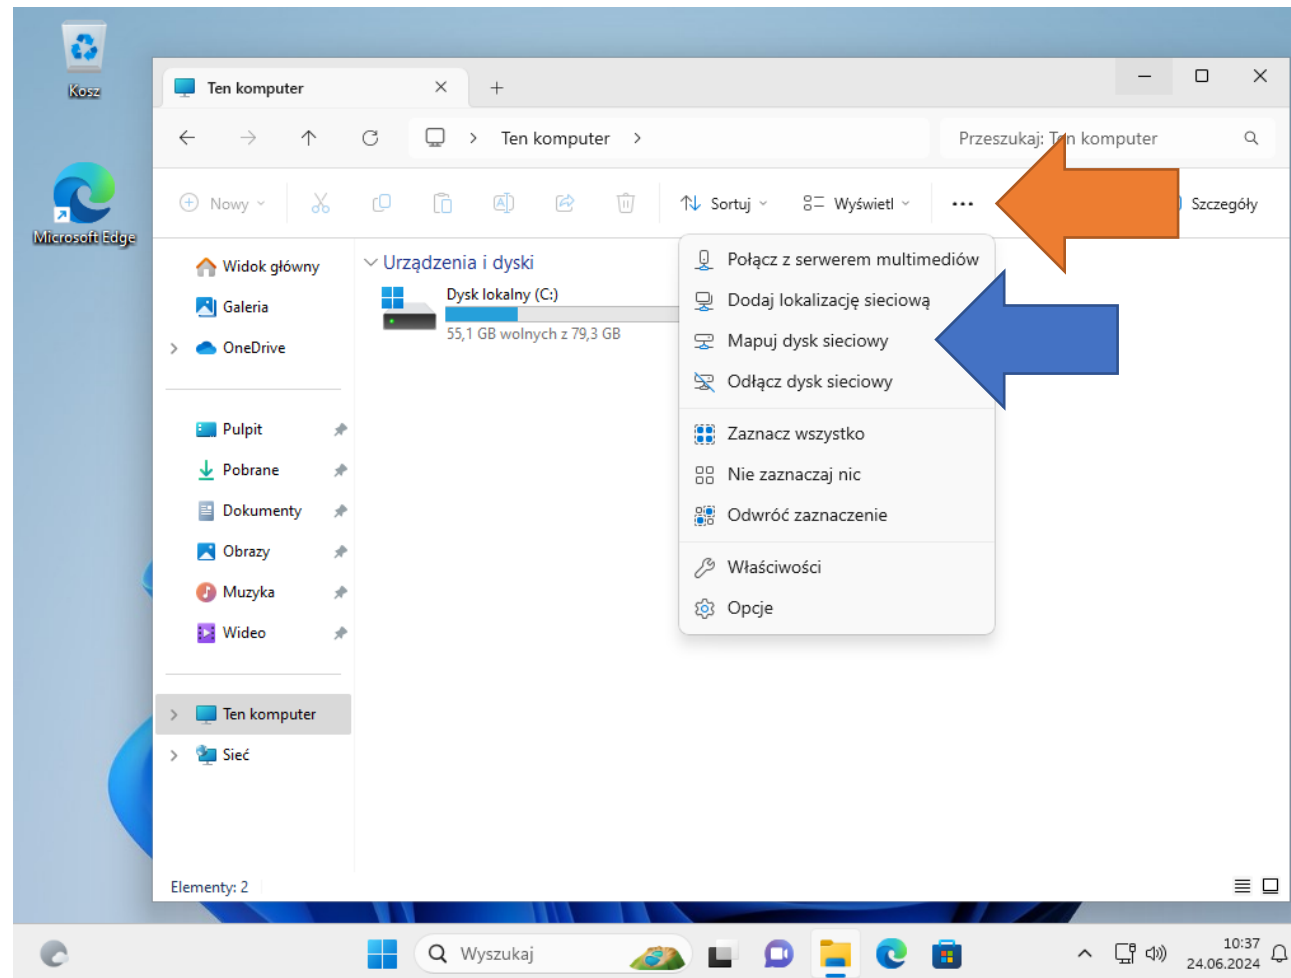 Kosz
Microsoft Edge
Ten komputer
Ten komputer
Przeszukaj: Ten komputer
Nowy
Sortuj
Wyświetl
Szczegóły
Widok główny
Galeria
OneDrive
Pulpit
Pobrane
Dokumenty
Obrazy
Muzyka
Wideo
Ten komputer
Sieć
Urządzenia i dyski
Dysk lokalny (C:)
55,1 GB wolnych z 79,3 GB
Połącz z serwerem multimediów
Dodaj lokalizację sieciową
Mapuj dysk sieciowy
Odłącz dysk sieciowy
Zaznacz wszystko
Nie zaznaczaj nic
Odwróć zaznaczenie
Właściwości
Opcje
Elementy: 2
Wyszukaj
10:37
24.06.2024